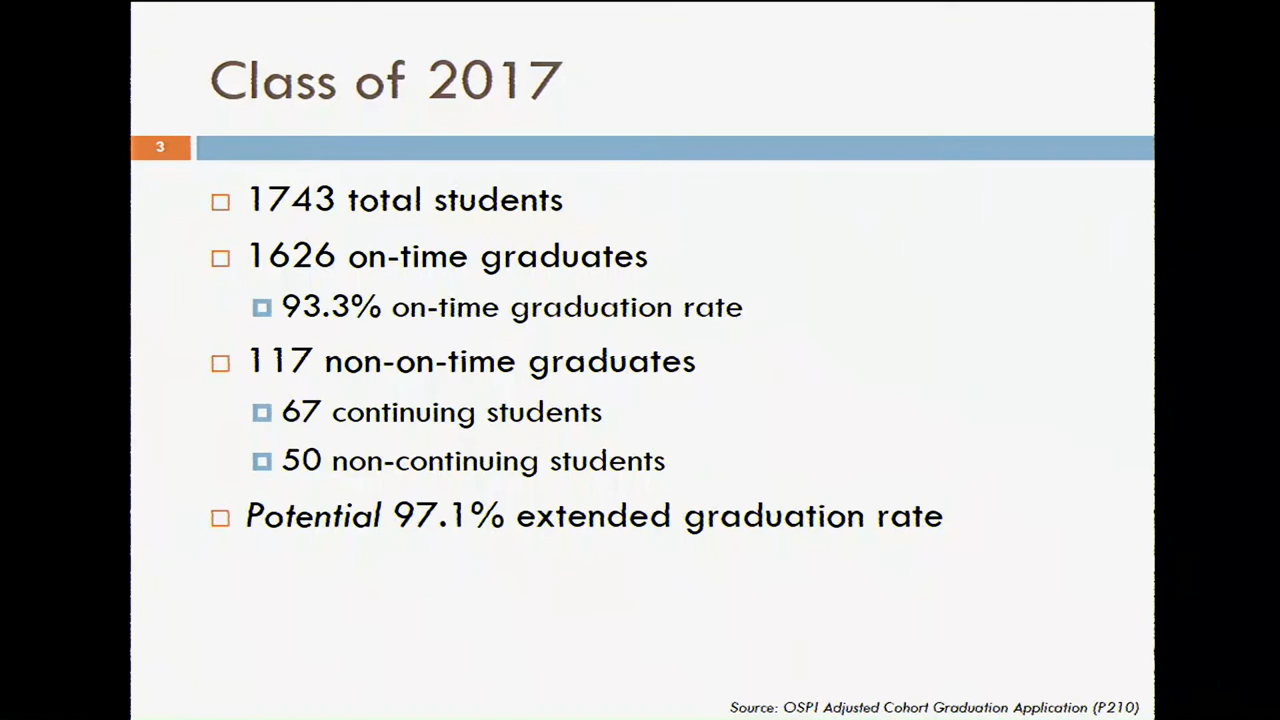 Class of 2017
3
1743 total students
1626 on-time graduates
93.3% on-time graduation rate
117 non-on-time graduates
67 continuing students
50 non-continuing students
Potential 97.1% extended graduation rate
Source: OSPI Adjusted Cohort Graduation Application (P210)